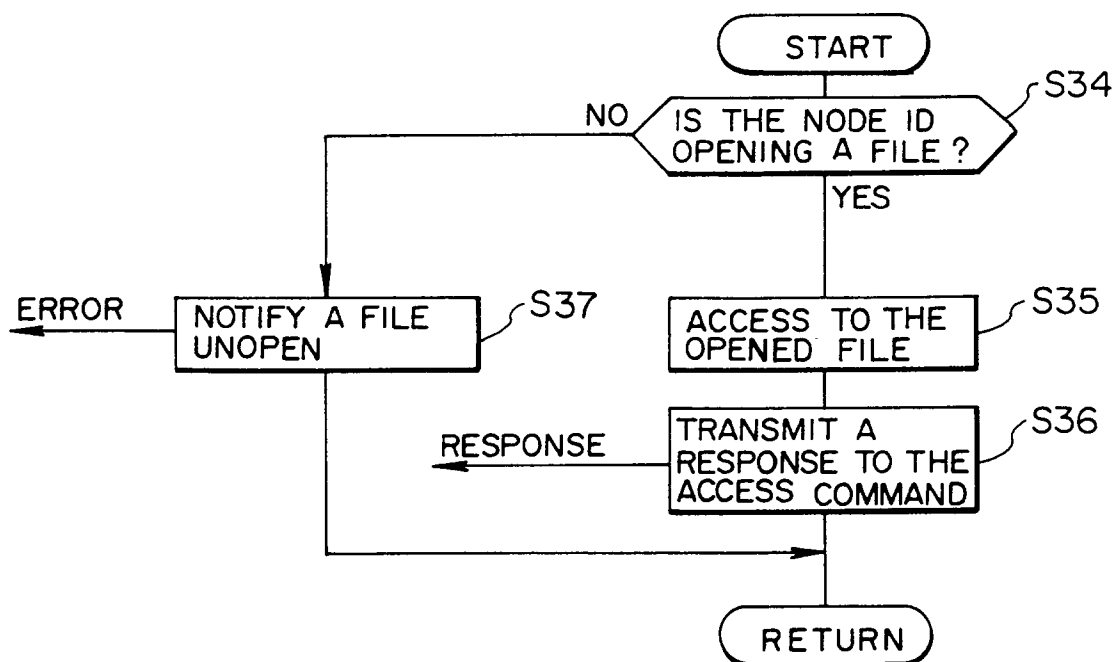 START
S34
NO
IS THE NODE ID
OPENING A FILE?
YES
ERROR
NOTIFY A FILE
UNOPEN
S37
ACCESS TO THE
OPENED FILE
S35
RESPONSE
TRANSMIT A
RESPONSE TO THE
ACCESS COMMAND
S36
RETURN